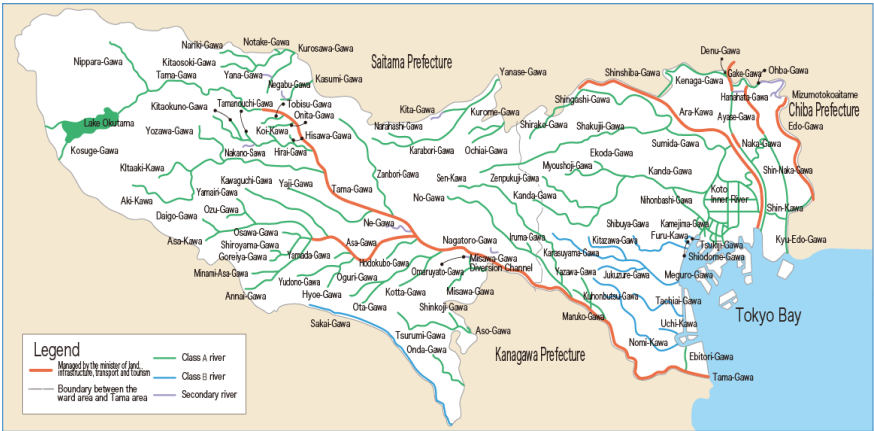 Notake-Gawa
Nariki-Gawa
Kurosawa-Gawa
Denu-Gawa
Nippara-Gawa
Kitaosoki-Gawa
Saitama Prefecture
Tama-Gawa
Yana-Gawa
Kasumi-Gawa
Yanase-Gawa
Shinshiba-Gawa
Gake-Gawa
Ohba-Gawa
Negabu-Gawa
Kenaga-Gawa
Mizumotokoaitame
Kitaokuno-Gawa
Tamanouchi-Gawa
Tobisu-Gawa
Shingashi-Gawa
Hanahata-Gawa
Onita-Gawa
Kita-Gawa
Kurome-Gawa
Ara-Kawa
Chiba Prefecture
Lake Okutama
Yozawa-Gawa
Koi-Kawa
Narahashi-Gawa
Shirako-Gawa
Shakujii-Gawa
Ayase-Gawa
Edo-Gawa
Hisawa-Gawa
Kosuge-Gawa
Nakano-Sawa
Hirai-Gawa
Karabori-Gawa
Ochiai-Gawa
Ekoda-Gawa
Sumida-Gawa
Naka-Gawa
KItaaki-Kawa
Myoushoji-Gawa
Kawaguchi-Gawa
Yaji-Gawa
Zanbori-Gawa
Sen-Kawa
Zenpukuji-Gawa
Kanda-Gawa
Shin-Naka-Gawa
Yamairi-Gawa
Tama-Gawa
No-Gawa
Kanda-Gawa
Koto
Inner River
Aki-Kawa
Nihonbashi-Gawa
Daigo-Gawa
Ozu-Gawa
Shin-Kawa
Ne-Gawa
Shibuya-Gawa
Kamejima-Gawa
Asa-Kawa
Osawa-Gawa
Asa-Gawa
Nagatoro-Gawa
Iruma-Gawa
Kitazawa-Gawa
Furu-Kawa
Tsukiji-Gawa
Kyu-Edo-Gawa
Shiroyama-Gawa
Goreiya-Gawa
Yamada-Gawa
Hodokubo-Gawa
Misawa-Gawa
Diversion Channel
Karasuyama-Gawa
Shiodome-Gawa
Minami-Asa-Gawa
Yudono-Gawa
Oguri-Gawa
Omaruyato-Gawa
Yazawa-Gawa
Jukuzure-Gawa
Meguro-Gawa
Annai-Gawa
Hyoe-Gawa
Kotta-Gawa
Misawa-Gawa
Kuhonbutsu-Gawa
Ota-Gawa
Shinkoji-Gawa
Maruko-Gawa
Tachiai-Gawa
Tokyo Bay
Sakai-Gawa
Tsurumi-Gawa
Aso-Gawa
Uchi-Kawa
Onda-Gawa
Kanagawa Prefecture
Nomi-Kawa
Ebitori-Gawa
Tama-Gawa
Legend
Managed by the minister of land,
infrastructure, transport and tourism
Boundary between the
ward area and Tama area
Class A river
Class B river
Secondary river